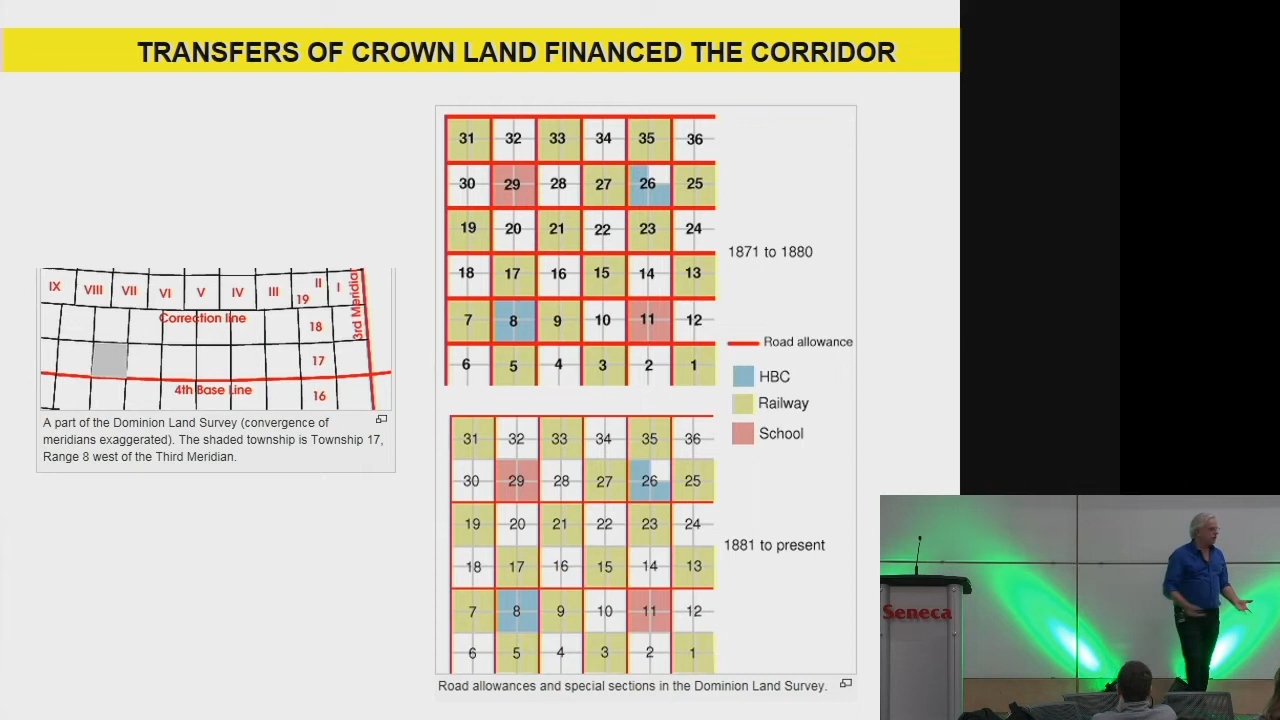 TRANSFERS OF CROWN LAND FINANCED THE CORRIDOR
IX VIII VII VI V IV III II I
19
Correction line
18
3rd Meridian
17
4th Base Line
16
A part of the Dominion Land Survey (convergence of
meridians exaggerated). The shaded township is Township 17,
Range 8 west of the Third Meridian.
31 32 33 34 35 36
30 29 28 27 26 25
19 20 21 22 23 24
18 17 16 15 14 13
7 8 9 10 11 12
6 5 4 3 2 1
1871 to 1880
Road allowance
HBC
Railway
School
31 32 33 34 35 36
30 29 28 27 26 25
19 20 21 22 23 24
18 17 16 15 14 13
7 8 9 10 11 12
6 5 4 3 2 1
1881 to present
Road allowances and special sections in the Dominion Land Survey.
Seneca